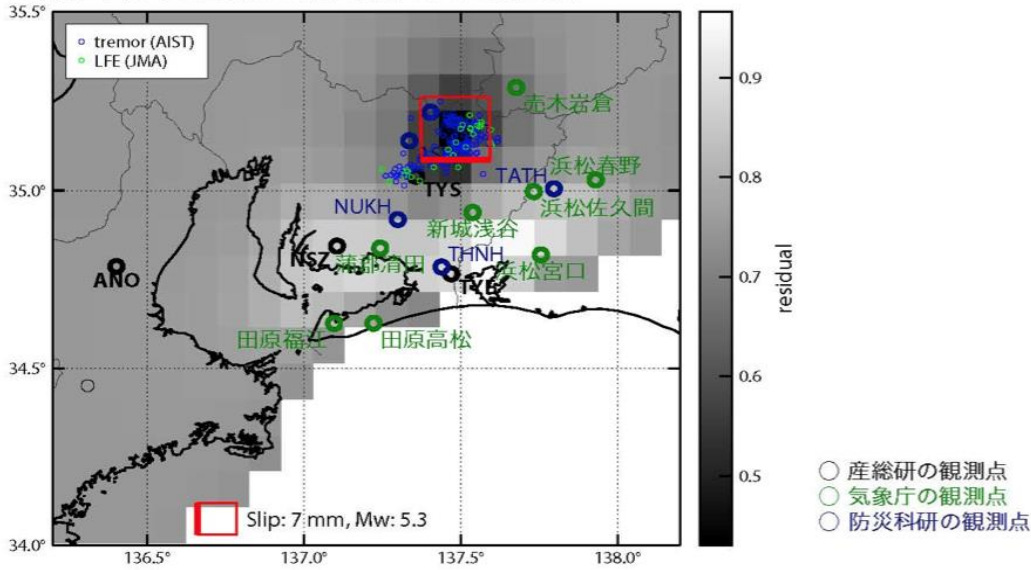 35.5°
tremor (AIST)
LFE (JMA)
売木岩倉
35.0°
TYS
TATH
浜松春野
NUKH
浜松佐久間
新城浅谷
NSZ
蒲郡清田
THNH
浜松宮口
ANO
TYE
田原福江
田原高松
34.5°
Slip: 7 mm, Mw: 5.3
34.0°
136.5°
137.0°
137.5°
138.0°
0.9
0.8
0.7
0.6
0.5
residual
産総研の観測点
気象庁の観測点
防災科研の観測点